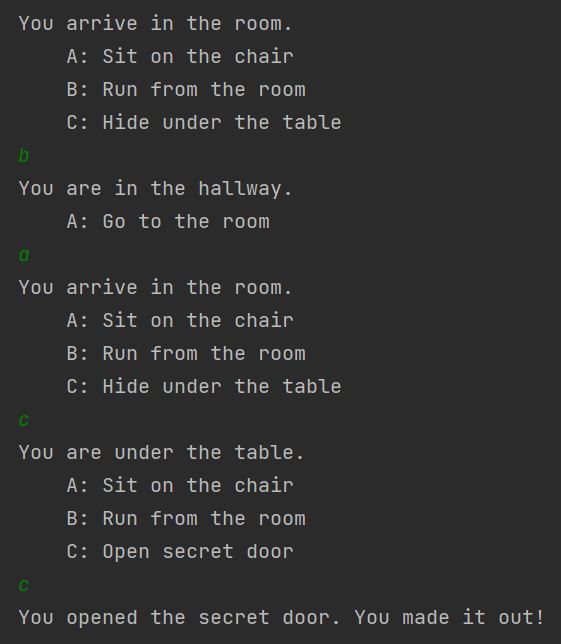 You arrive in the room.
A: Sit on the chair
B: Run from the room
C: Hide under the table
b
You are in the hallway.
A: Go to the room
a
You arrive in the room.
A: Sit on the chair
B: Run from the room
C: Hide under the table
c
You are under the table.
A: Sit on the chair
B: Run from the room
C: Open secret door
c
You opened the secret door. You made it out!